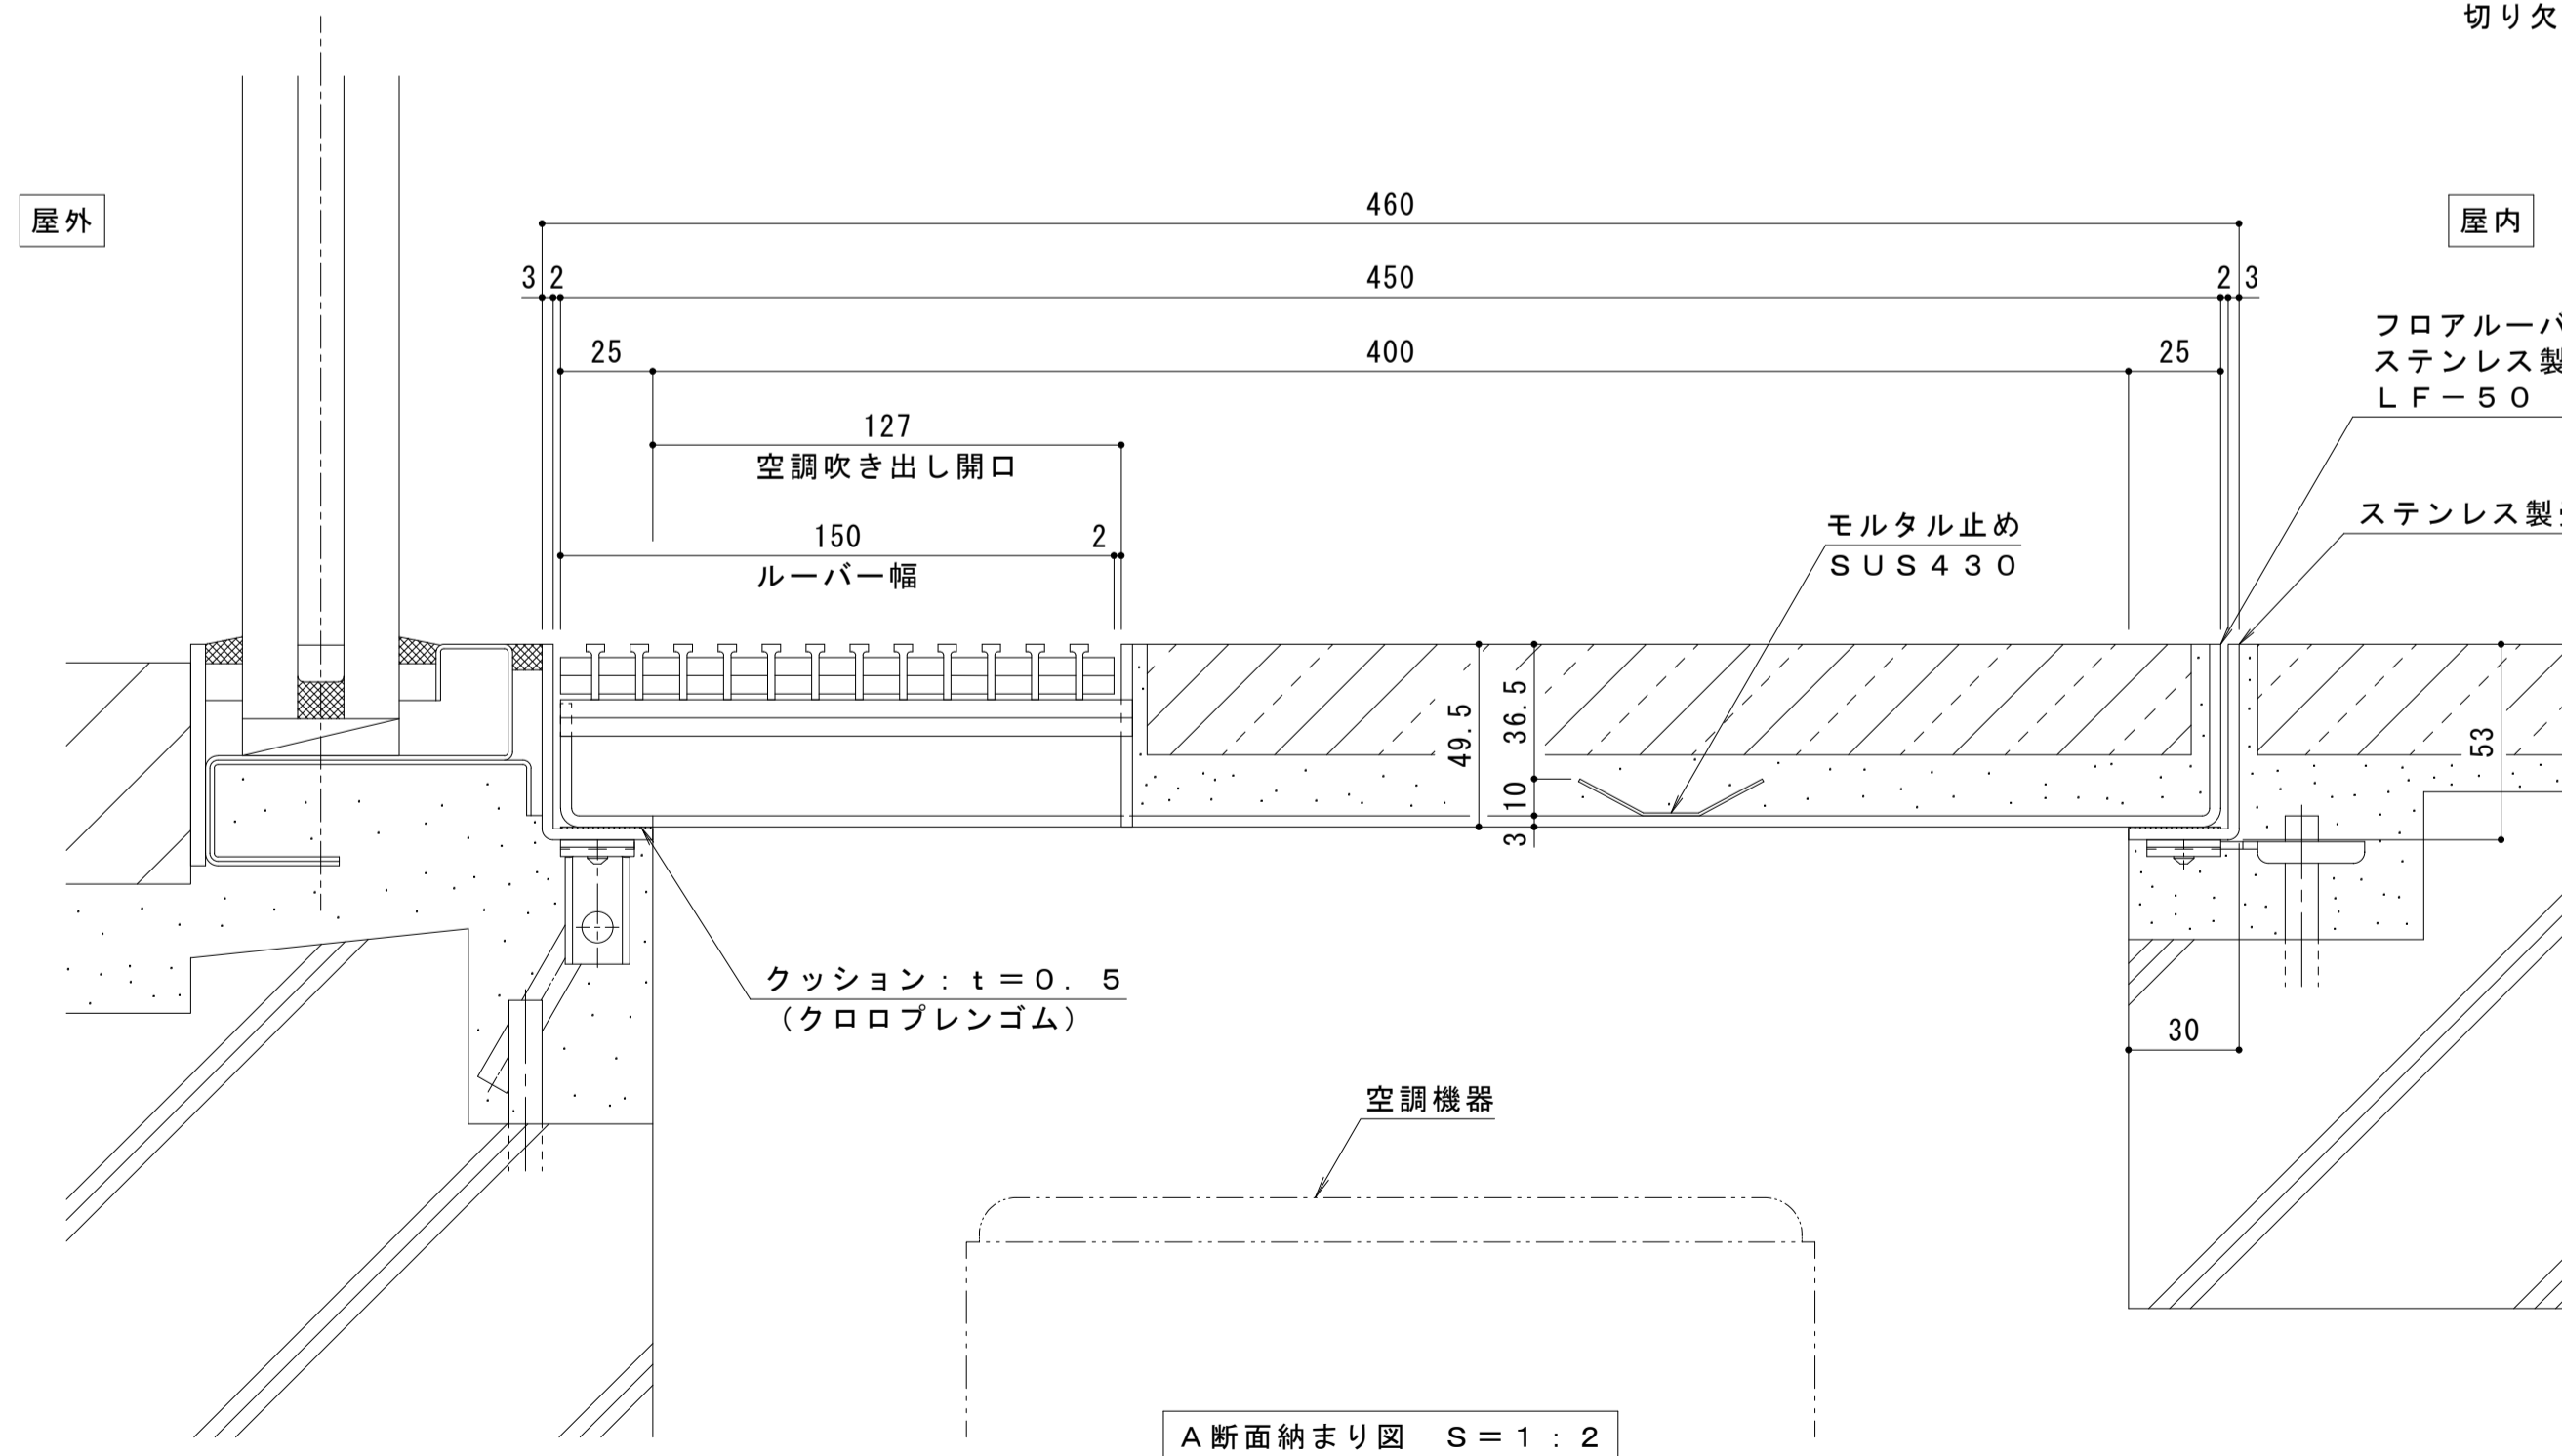 切り欠
屋外
屋内
460
3 2 450 2 3
25 400 25
フロアルーバ
ステンレス製
LF-50
127
空調吹き出し開口
150 2
ルーバー幅
モルタル止め
SUS430
ステンレス製
49.5
36.5
10
3
53
クッション:t=0.5
(クロロプレンゴム)
30
空調機器
A断面納まり図 S=1:2